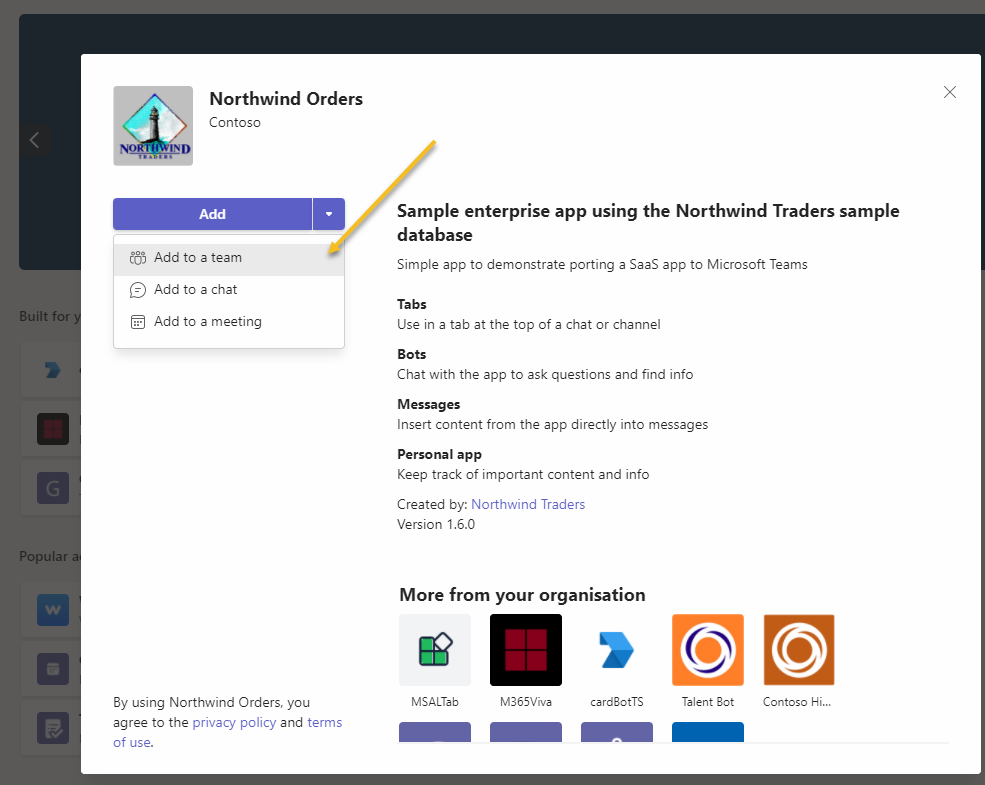 Northwind Orders
Contoso
NORTHWIND
TRADERS
Add
Add to a team
Add to a chat
Add to a meeting
Sample enterprise app using the Northwind Traders sample
database
Simple app to demonstrate porting a SaaS app to Microsoft Teams
Tabs
Use in a tab at the top of a chat or channel
Bots
Chat with the app to ask questions and find info
Messages
Insert content from the app directly into messages
Personal app
Keep track of important content and info
Created by: Northwind Traders
Version 1.6.0
More from your organisation
MSALTab
M365Viva
cardBotTS
Talent Bot
Contoso Hi...
By using Northwind Orders, you
agree to the privacy policy and terms
of use.
Built for y
G
Popular a